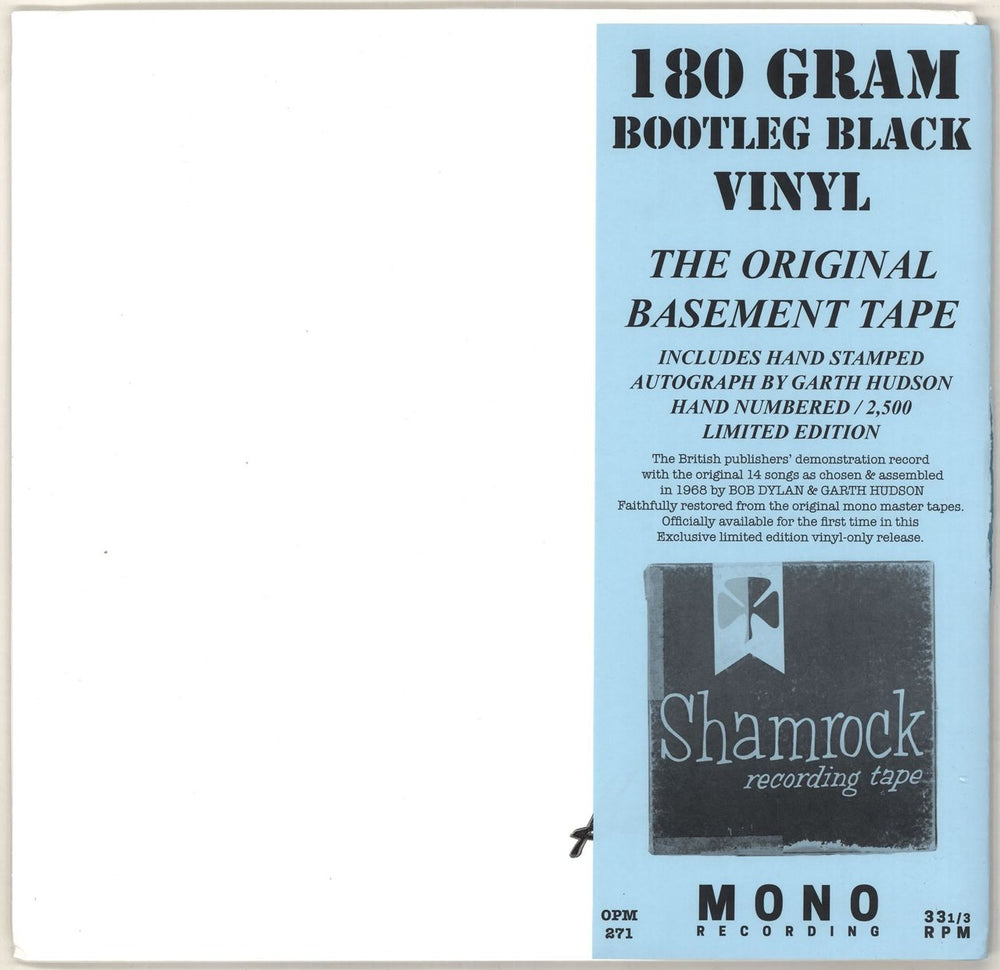 180 GRAM
BOOTLEG BLACK
VINYL
THE ORIGINAL
BASEMENT TAPE
INCLUDES HAND STAMPED
AUTOGRAPH BY GARTH HUDSON
HAND NUMBERED / 2,500
LIMITED EDITION
The British publishers' demonstration record
with the original 14 songs as chosen & assembled
in 1968 by BOB DYLAN & GARTH HUDSON
Faithfully restored from the original mono master tapes.
Officially available for the first time in this
Exclusive limited edition vinyl-only release.
Shamrock
recording tape
OPM
271
MONO
RECORDING
33 1/3
RPM